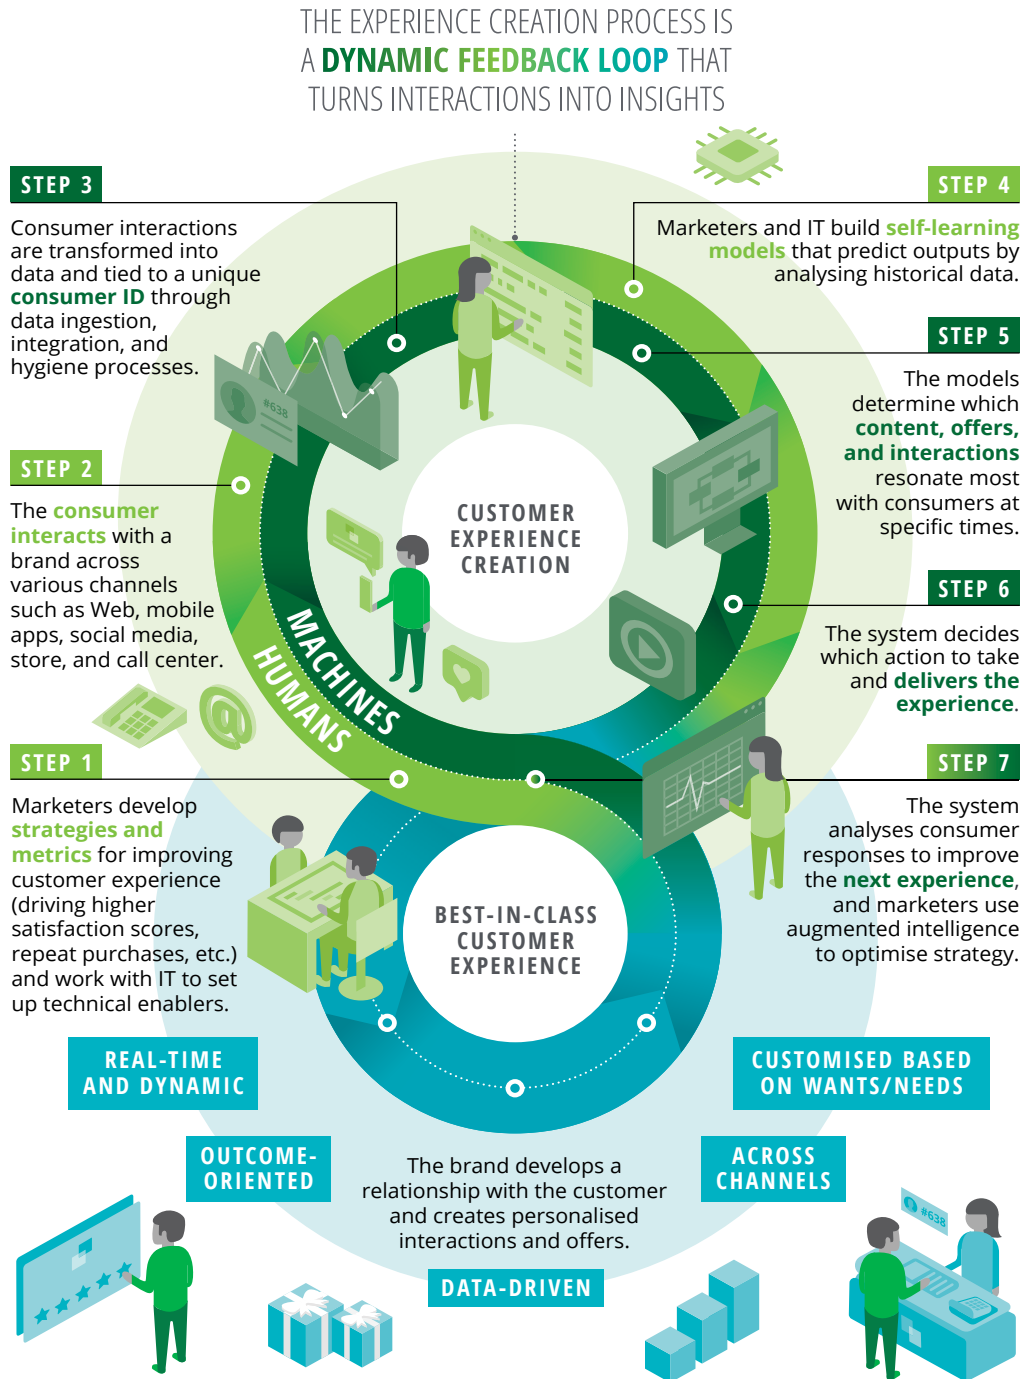 THE EXPERIENCE CREATION PROCESS IS
A DYNAMIC FEEDBACK LOOP THAT
TURNS INTERACTIONS INTO INSIGHTS
STEP 3
Consumer interactions
are transformed into
data and tied to a unique
consumer ID through
data ingestion,
integration, and
hygiene processes.
STEP 4
Marketers and IT build self-learning
models that predict outputs by
analysing historical data.
STEP 5
The models
determine which
content, offers,
and interactions
resonate most
with consumers at
specific times.
#638
STEP 2
The consumer
interacts with a
brand across
various channels
such as Web, mobile
apps, social media,
store, and call center.
CUSTOMER
EXPERIENCE
CREATION
STEP 6
The system decides
which action to take
and delivers the
experience.
MACHINES
HUMANS
@
STEP 1
Marketers develop
strategies and
metrics for improving
customer experience
(driving higher
satisfaction scores,
repeat purchases, etc.)
and work with IT to set
up technical enablers.
STEP 7
The system
analyses consumer
responses to improve
the next experience,
and marketers use
augmented intelligence
to optimise strategy.
BEST-IN-CLASS
CUSTOMER
EXPERIENCE
REAL-TIME
AND DYNAMIC
CUSTOMISED BASED
ON WANTS/NEEDS
OUTCOME-
ORIENTED
ACROSS
CHANNELS
The brand develops a
relationship with the customer
and creates personalised
interactions and offers.
DATA-DRIVEN
#638